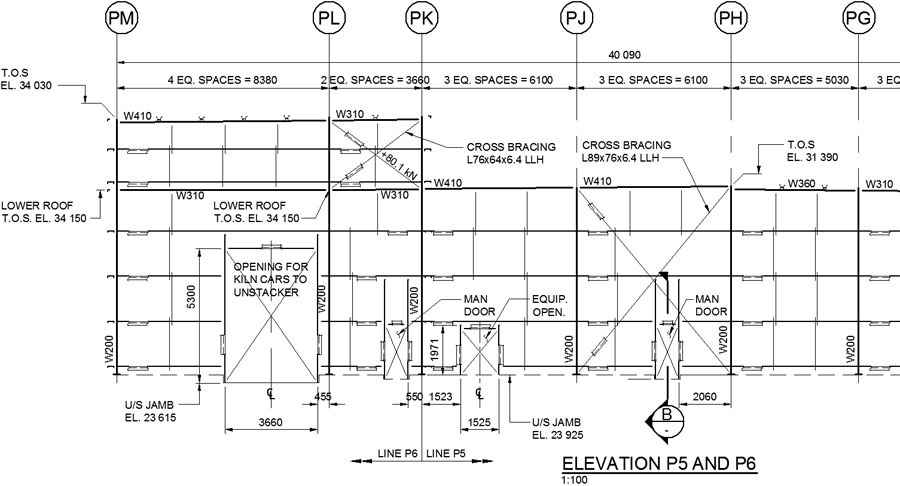 PM PL PK PJ PH PG
40 090
T.O.S
EL. 34 030
4 EQ. SPACES = 8380 2 EQ. SPACES = 3660 3 EQ. SPACES = 6100 3 EQ. SPACES = 6100 3 EQ. SPACES = 5030 3 EQ
W410 W310
CROSS BRACING
L76x64x6.4 LLH
CROSS BRACING
L89x76x6.4 LLH
T.O.S
EL. 31 390
+80.1 kN
W310 W310 W410 W410 W360 W310
LOWER ROOF
T.O.S. EL. 34 150
LOWER ROOF
T.O.S. EL. 34 150
OPENING FOR
KILN CARS TO
UNSTACKER
5300
MAN
DOOR
EQUIP.
OPEN.
MAN
DOOR
W200 W200 W200 W200 W200 W200
1971
U/S JAMB
EL. 23 615
℄ ℄
455 550 1523 2060
3660 1525
U/S JAMB
EL. 23 925
B
-
LINE P6 LINE P5
ELEVATION P5 AND P6
1:100